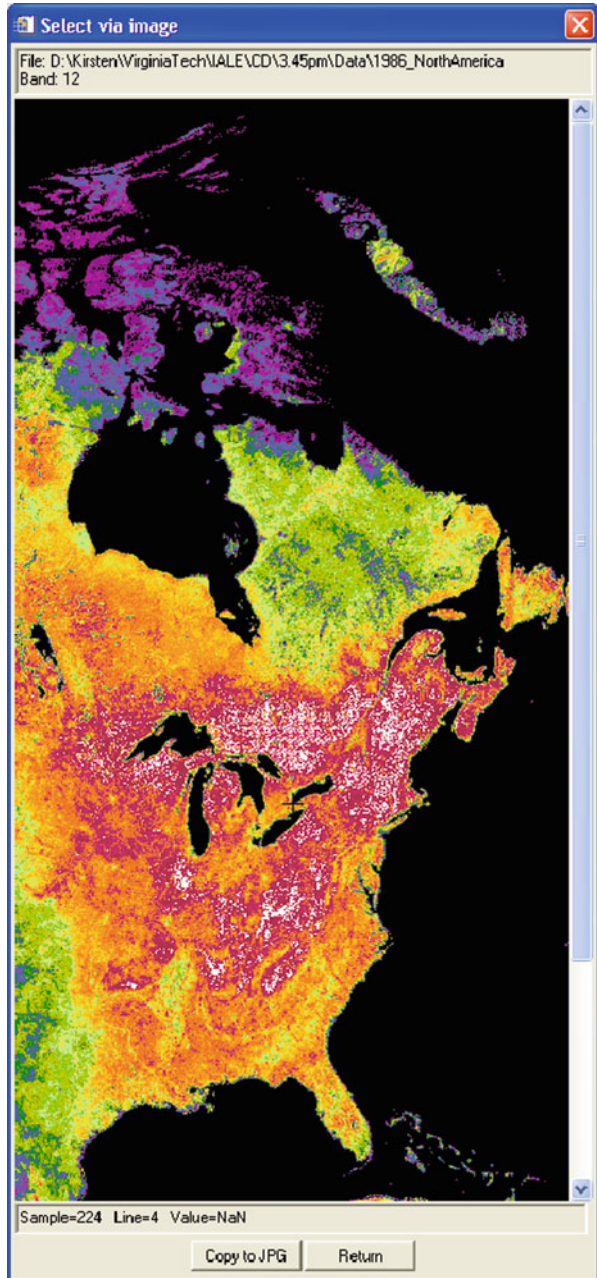 Select via image
File: D:\Kirsten\VirginiaTech\IALE\CD\3.45pm\Data\1986_NorthAmerica
Band: 12
Sample=224 Line=4 Value=NaN
Copy to JPG
Return